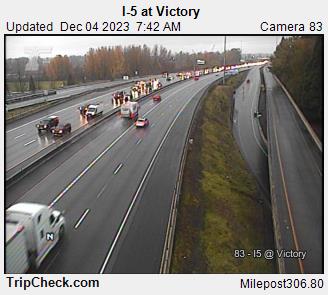 I-5 at Victory
Updated Dec 04 2023 7:42 AM Camera 83
83 - I5 @ Victory
TripCheck.com Milepost306.80